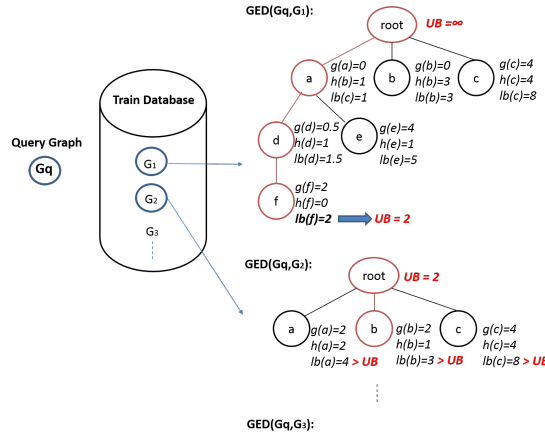 GED(Gq,G1):
root
UB =∞
a
g(a)=0
h(b)=1
lb(c)=1
b
g(b)=0
h(b)=3
lb(b)=3
c
g(c)=4
h(c)=4
lb(c)=8
Train Database
Query Graph
Gq
G1
G2
G3
d
g(d)=0.5
h(d)=1
lb(d)=1.5
e
g(e)=4
h(e)=1
lb(e)=5
f
g(f)=2
h(f)=0
lb(f)=2
UB = 2
GED(Gq,G2):
root
UB = 2
a
g(a)=2
h(a)=2
lb(a)=4 > UB
b
g(b)=2
h(b)=1
lb(b)=3 > UB
c
g(c)=4
h(c)=4
lb(c)=8 > UB
GED(Gq,G3):